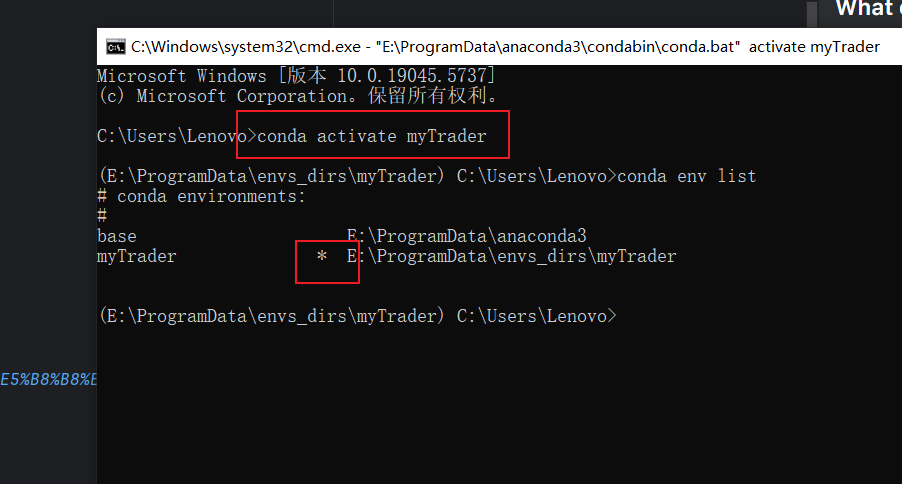 What
C:\Windows\system32\cmd.exe - "E:\ProgramData\anaconda3\condabin\conda.bat" activate myTrader
Microsoft Windows [版本 10.0.19045.5737]
(c) Microsoft Corporation。保留所有权利。
C:\Users\Lenovo>conda activate myTrader
(E:\ProgramData\envs_dirs\myTrader) C:\Users\Lenovo>conda env list
# conda environments:
#
base E:\ProgramData\anaconda3
myTrader * E:\ProgramData\envs_dirs\myTrader
(E:\ProgramData\envs_dirs\myTrader) C:\Users\Lenovo>
E5%B8%B8%E